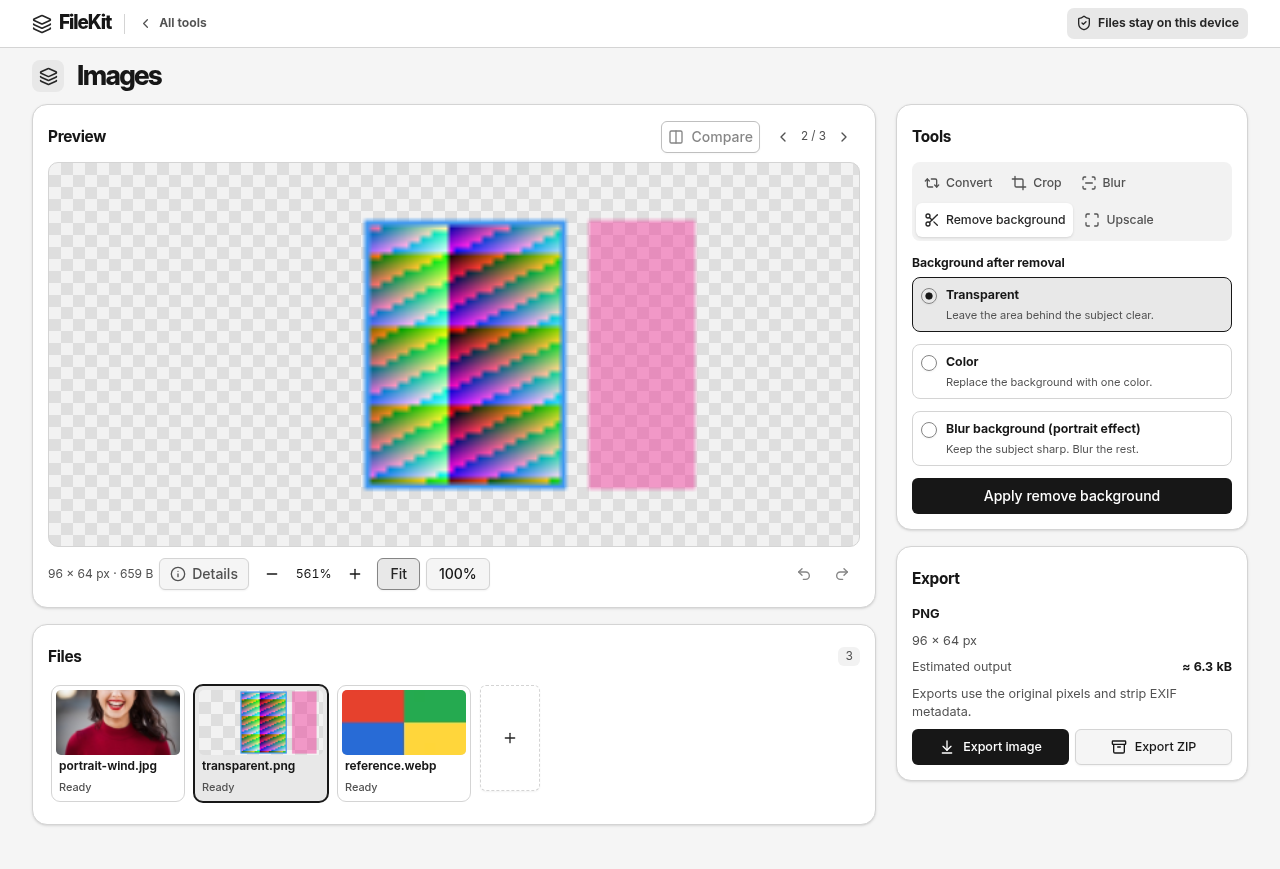 FileKit
All tools
Files stay on this device
Images
Preview
Compare
2 / 3
96 × 64 px · 659 B
Details
561%
Fit
100%
Files
3
portrait-wind.jpg
Ready
transparent.png
Ready
reference.webp
Ready
Tools
Convert
Crop
Blur
Remove background
Upscale
Background after removal
Transparent
Leave the area behind the subject clear.
Color
Replace the background with one color.
Blur background (portrait effect)
Keep the subject sharp. Blur the rest.
Apply remove background
Export
PNG
96 × 64 px
Estimated output
≈ 6.3 kB
Exports use the original pixels and strip EXIF
metadata.
Export image
Export ZIP